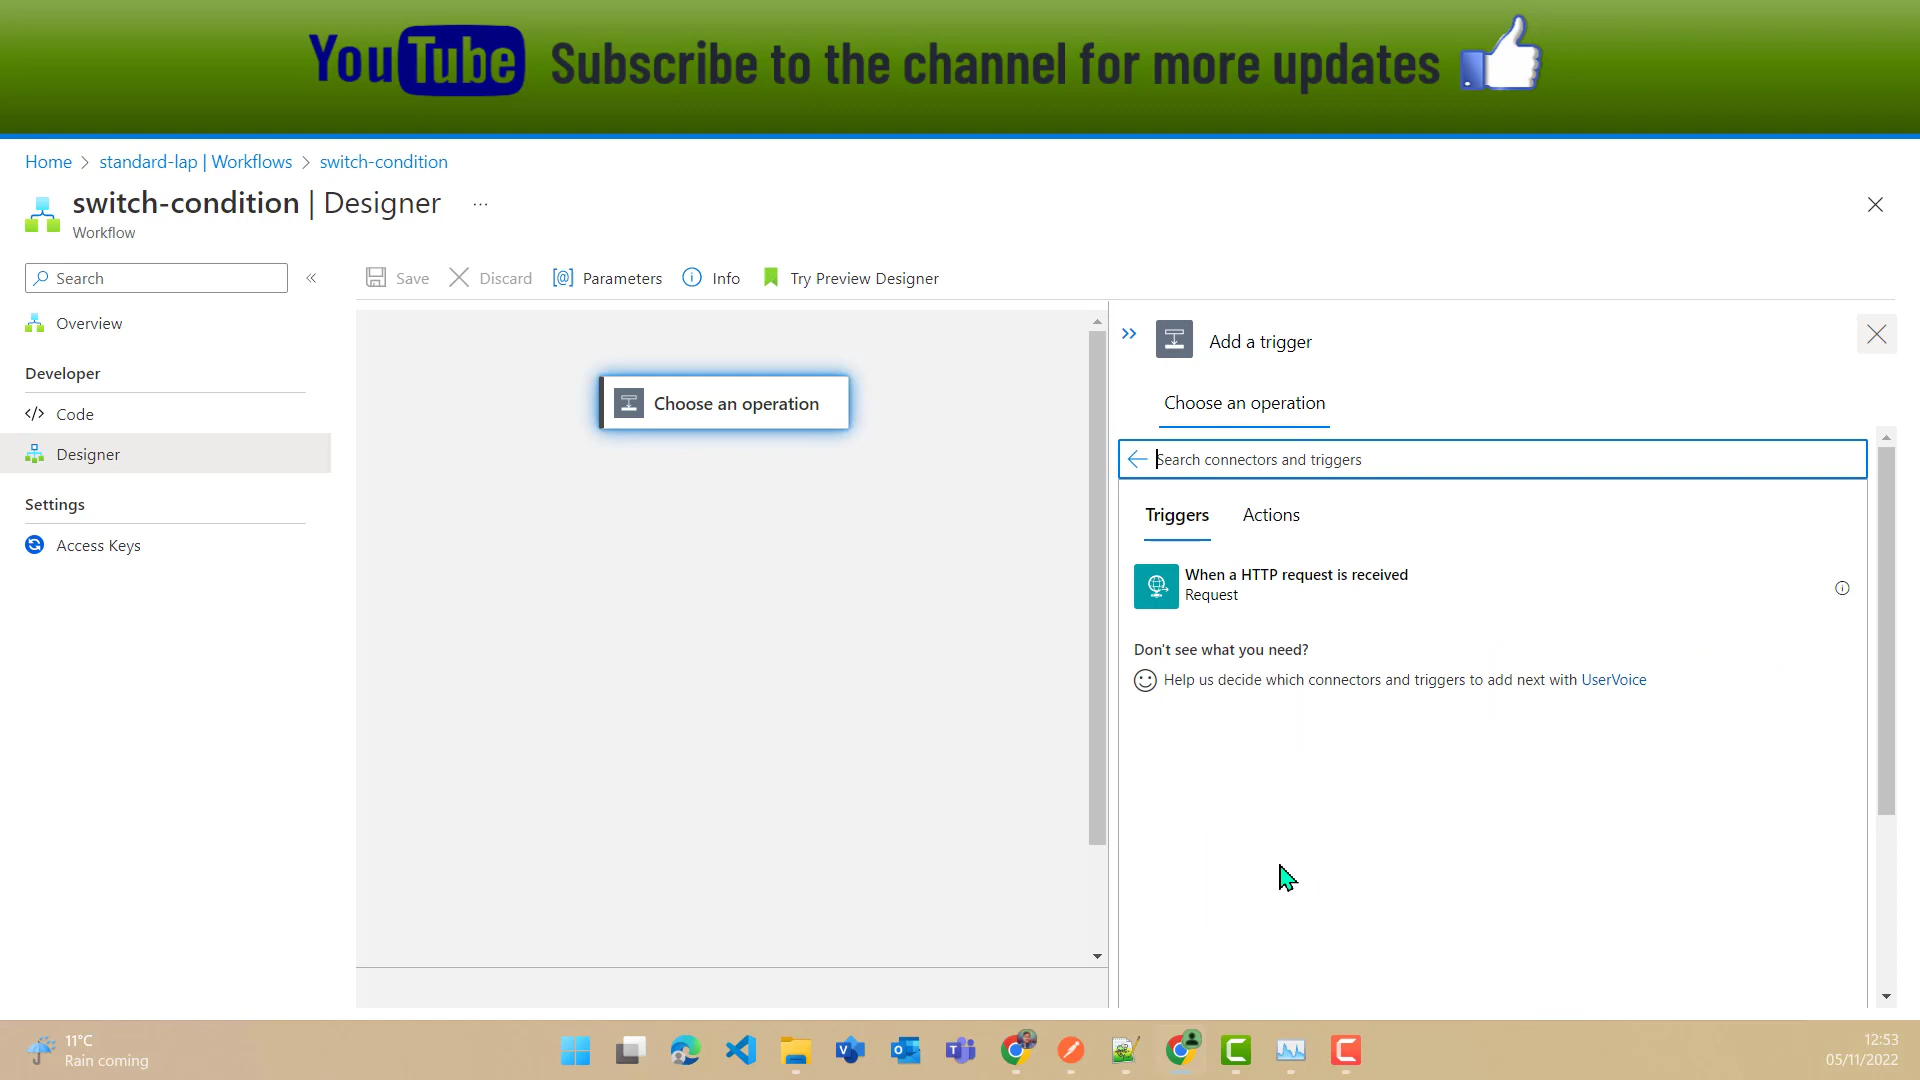 YouTube Subscribe to the channel for more updates
Home > standard-lap | Workflows > switch-condition
switch-condition | Designer ...
Workflow
Search «
Save Discard [@] Parameters Info Try Preview Designer
Overview
Developer
</> Code
Designer
Settings
Access Keys
Choose an operation
Add a trigger
Choose an operation
Search connectors and triggers
Triggers Actions
When a HTTP request is received
Request
Don't see what you need?
Help us decide which connectors and triggers to add next with UserVoice
11°C
Rain coming
12:53
05/11/2022